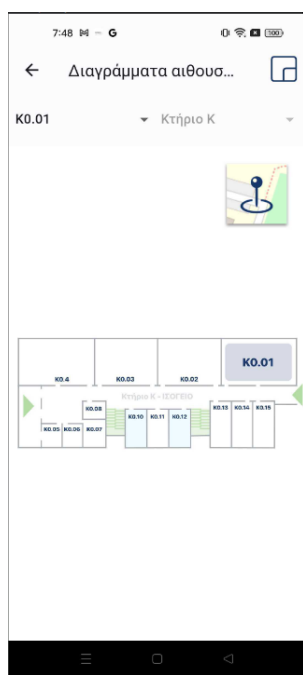 7:48 M G 100
Διαγράμματα αιθουσ...
K0.01 Κτήριο Κ
K0.01
K0.4 K0.03 K0.02
Κτήριο Κ - ΙΣΟΓΕΙΟ
K0.08 K0.10 K0.11 K0.12 K0.13 K0.14 K0.15
K0.05 K0.06 K0.07